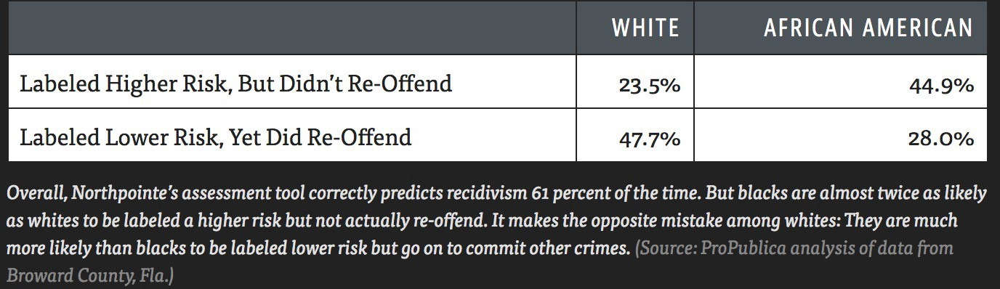 WHITE AFRICAN AMERICAN
Labeled Higher Risk, But Didn’t Re-Offend 23.5% 44.9%
Labeled Lower Risk, Yet Did Re-Offend 47.7% 28.0%
Overall, Northpointe’s assessment tool correctly predicts recidivism 61 percent of the time. But blacks are almost twice as likely
as whites to be labeled a higher risk but not actually re-offend. It makes the opposite mistake among whites: They are much
more likely than blacks to be labeled lower risk but go on to commit other crimes. (Source: ProPublica analysis of data from
Broward County, Fla.)